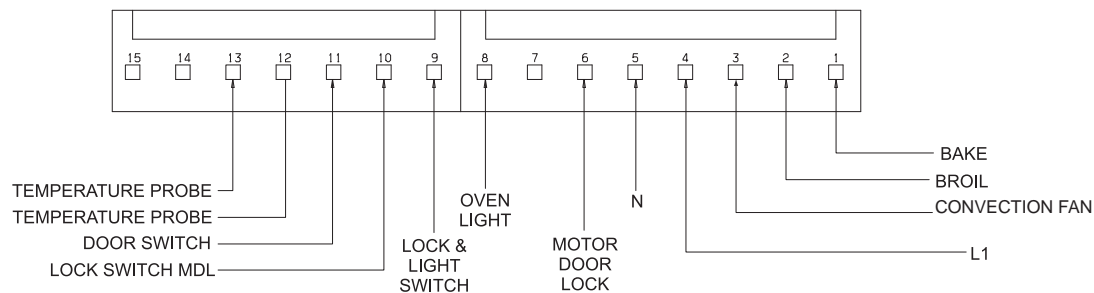 15 14 13 12 11 10 9 8 7 6 5 4 3 2 1
BAKE
BROIL
TEMPERATURE PROBE
TEMPERATURE PROBE
DOOR SWITCH
LOCK SWITCH MDL
LOCK &
LIGHT
SWITCH
OVEN
LIGHT
MOTOR
DOOR
LOCK
N
CONVECTION FAN
L1